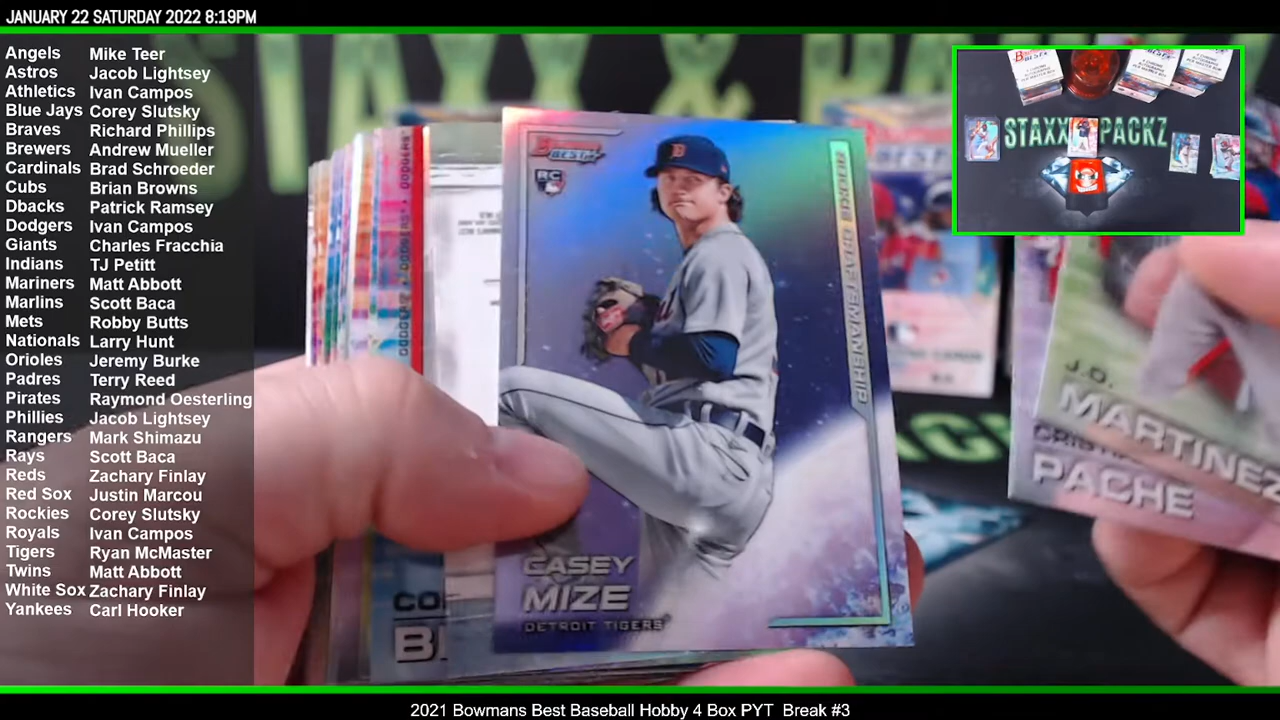 JANUARY 22 SATURDAY 2022 8:19PM
Angels Mike Teer
Astros Jacob Lightsey
Athletics Ivan Campos
Blue Jays Corey Slutsky
Braves Richard Phillips
Brewers Andrew Mueller
Cardinals Brad Schroeder
Cubs Brian Browns
Dbacks Patrick Ramsey
Dodgers Ivan Campos
Giants Charles Fracchia
Indians TJ Petitt
Mariners Matt Abbott
Marlins Scott Baca
Mets Robby Butts
Nationals Larry Hunt
Orioles Jeremy Burke
Padres Terry Reed
Pirates Raymond Oesterling
Phillies Jacob Lightsey
Rangers Mark Shimazu
Rays Scott Baca
Reds Zachary Finlay
Red Sox Justin Marcou
Rockies Corey Slutsky
Royals Ivan Campos
Tigers Ryan McMaster
Twins Matt Abbott
White Sox Zachary Finlay
Yankees Carl Hooker
STAXX PACKZ
BOWMAN'S
BEST
RC
ROOKIE CRAFTSMANSHIP
CASEY
MIZE
DETROIT TIGERS
J.D.
MARTINEZ
PACHE
2021 Bowmans Best Baseball Hobby 4 Box PYT Break #3